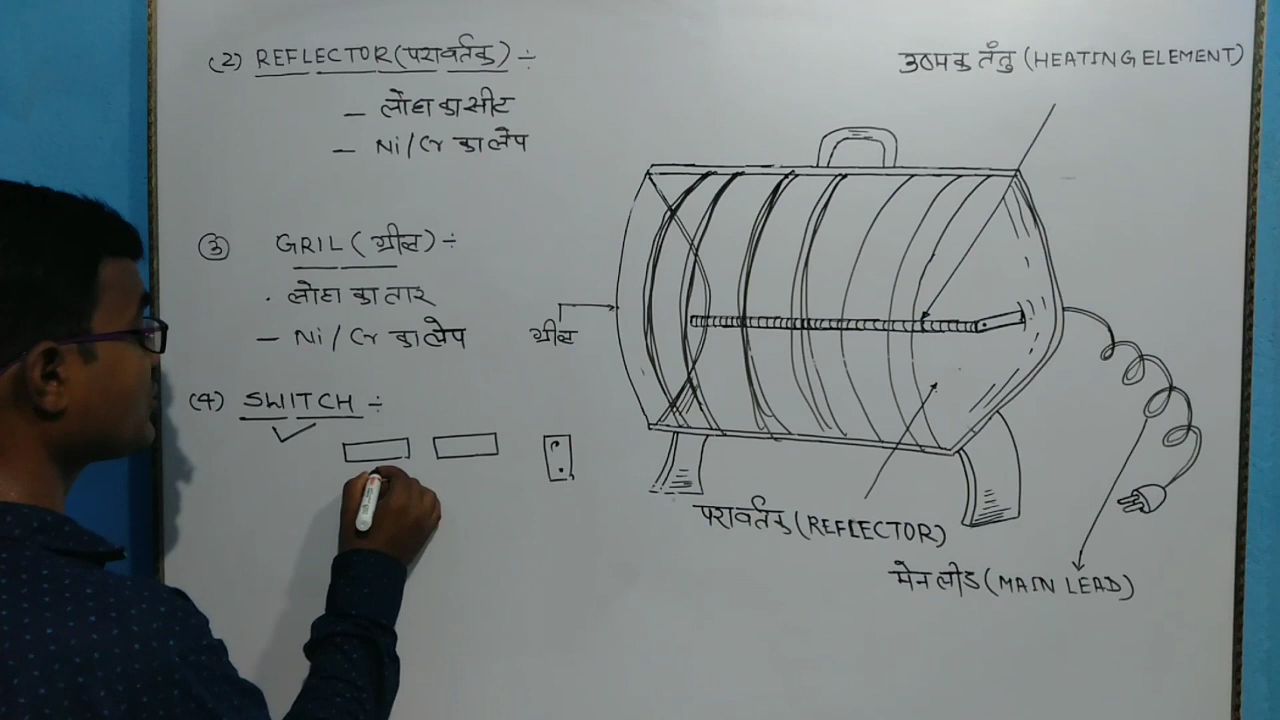 (2) REFLECTOR (परावर्तक) ÷
– लोहा का सीट
– Ni/Cr का लेप
③ GRIL (ग्रील) ÷
· लोहा का तार
– Ni/Cr का लेप
(4) SWITCH ÷
उष्मक तंतु (HEATING ELEMENT)
ग्रील
परावर्तक (REFLECTOR)
मेन लीड (MAIN LEAD)